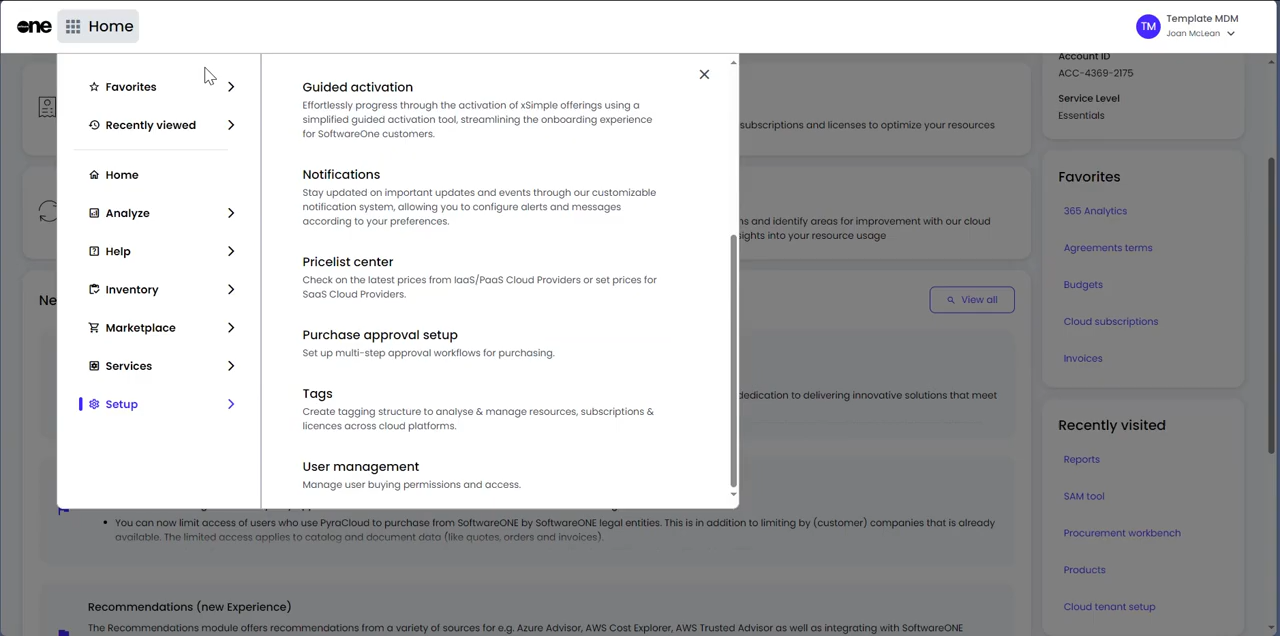 one
Home
TM
Template MDM
Joan McLean
Favorites
Recently viewed
Home
Analyze
Help
Inventory
Marketplace
Services
Setup
Guided activation
Effortlessly progress through the activation of xSimple offerings using a
simplified guided activation tool, streamlining the onboarding experience
for SoftwareOne customers.
Notifications
Stay updated on important updates and events through our customizable
notification system, allowing you to configure alerts and messages
according to your preferences.
Pricelist center
Check on the latest prices from IaaS/PaaS Cloud Providers or set prices for
SaaS Cloud Providers.
Purchase approval setup
Set up multi-step approval workflows for purchasing.
Tags
Create tagging structure to analyse & manage resources, subscriptions &
licences across cloud platforms.
User management
Manage user buying permissions and access.
subscriptions and licenses to optimize your resources
and identify areas for improvement with our cloud
ights into your resource usage
Ne
View all
dedication to delivering innovative solutions that meet
You can now limit access of users who use PyraCloud to purchase from SoftwareONE by SoftwareONE legal entities. This is in addition to limiting by (customer) companies that is already
available. The limited access applies to catalog and document data (like quotes, orders and invoices).
Recommendations (new Experience)
The Recommendations module offers recommendations from a variety of sources for e.g. Azure Advisor, AWS Cost Explorer, AWS Trusted Advisor as well as integrating with SoftwareONE
Account ID
ACC-4369-2175
Service Level
Essentials
Favorites
365 Analytics
Agreements terms
Budgets
Cloud subscriptions
Invoices
Recently visited
Reports
SAM tool
Procurement workbench
Products
Cloud tenant setup